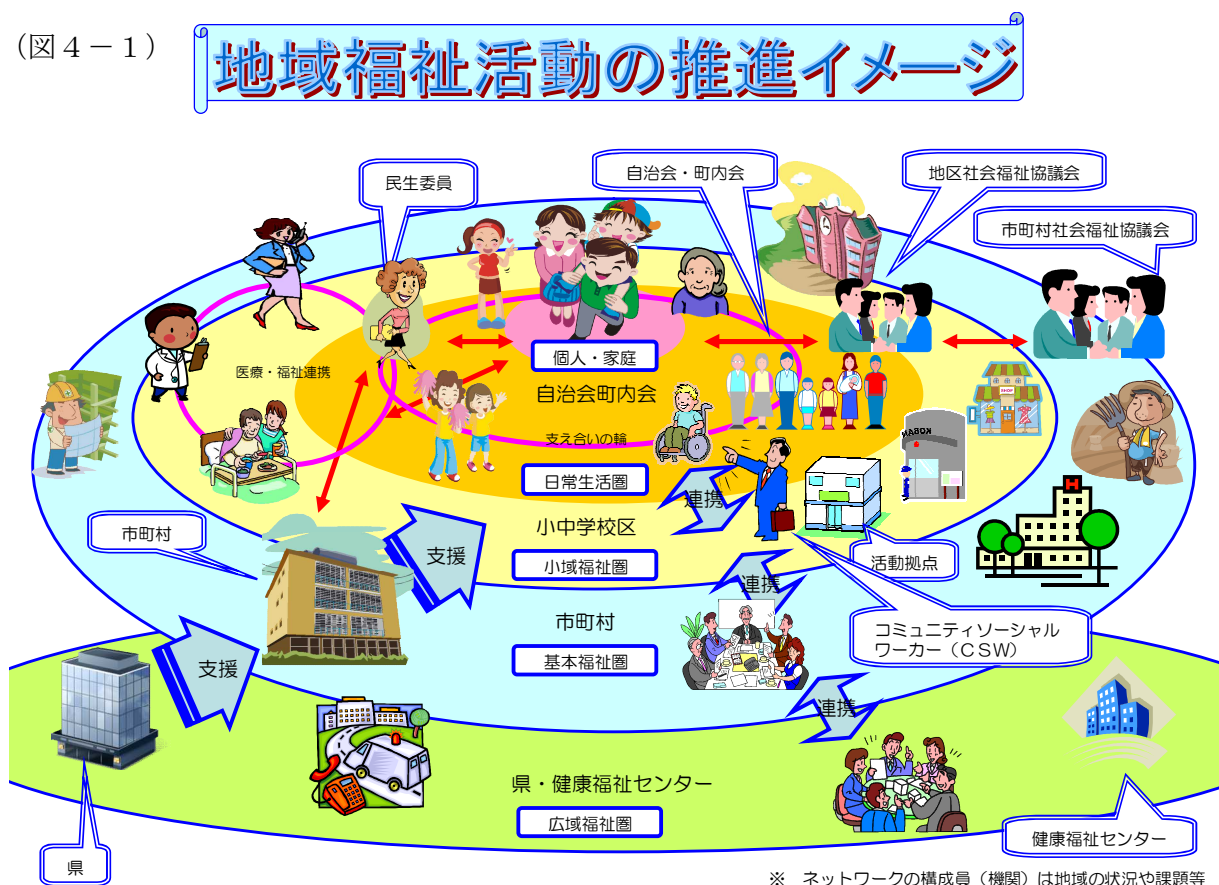 (図4-1)
地域福祉活動の推進イメージ
民生委員
自治会・町内会
地区社会福祉協議会
市町村社会福祉協議会
個人・家庭
医療・福祉連携
自治会町内会
支え合いの輪
日常生活圏
KOBAN
SHOP
H
連携
市町村
支援
小中学校区
小域福祉圏
活動拠点
連携
市町村
基本福祉圏
コミュニティソーシャル
ワーカー(CSW)
支援
連携
県・健康福祉センター
広域福祉圏
健康福祉センター
県
※ ネットワークの構成員(機関)は地域の状況や課題等